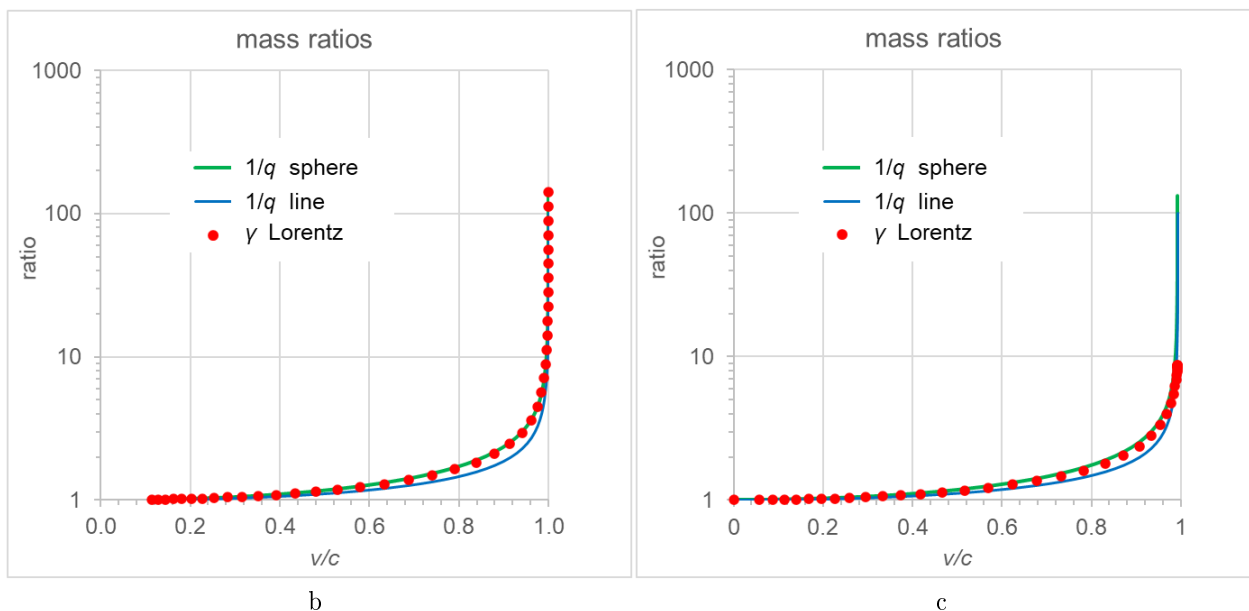 mass ratios
1000
100
10
1
ratio
1/q sphere
1/q line
γ Lorentz
0.0 0.2 0.4 0.6 0.8 1.0
v/c
b
mass ratios
1000
100
10
1
ratio
1/q sphere
1/q line
γ Lorentz
0 0.2 0.4 0.6 0.8 1
v/c
c